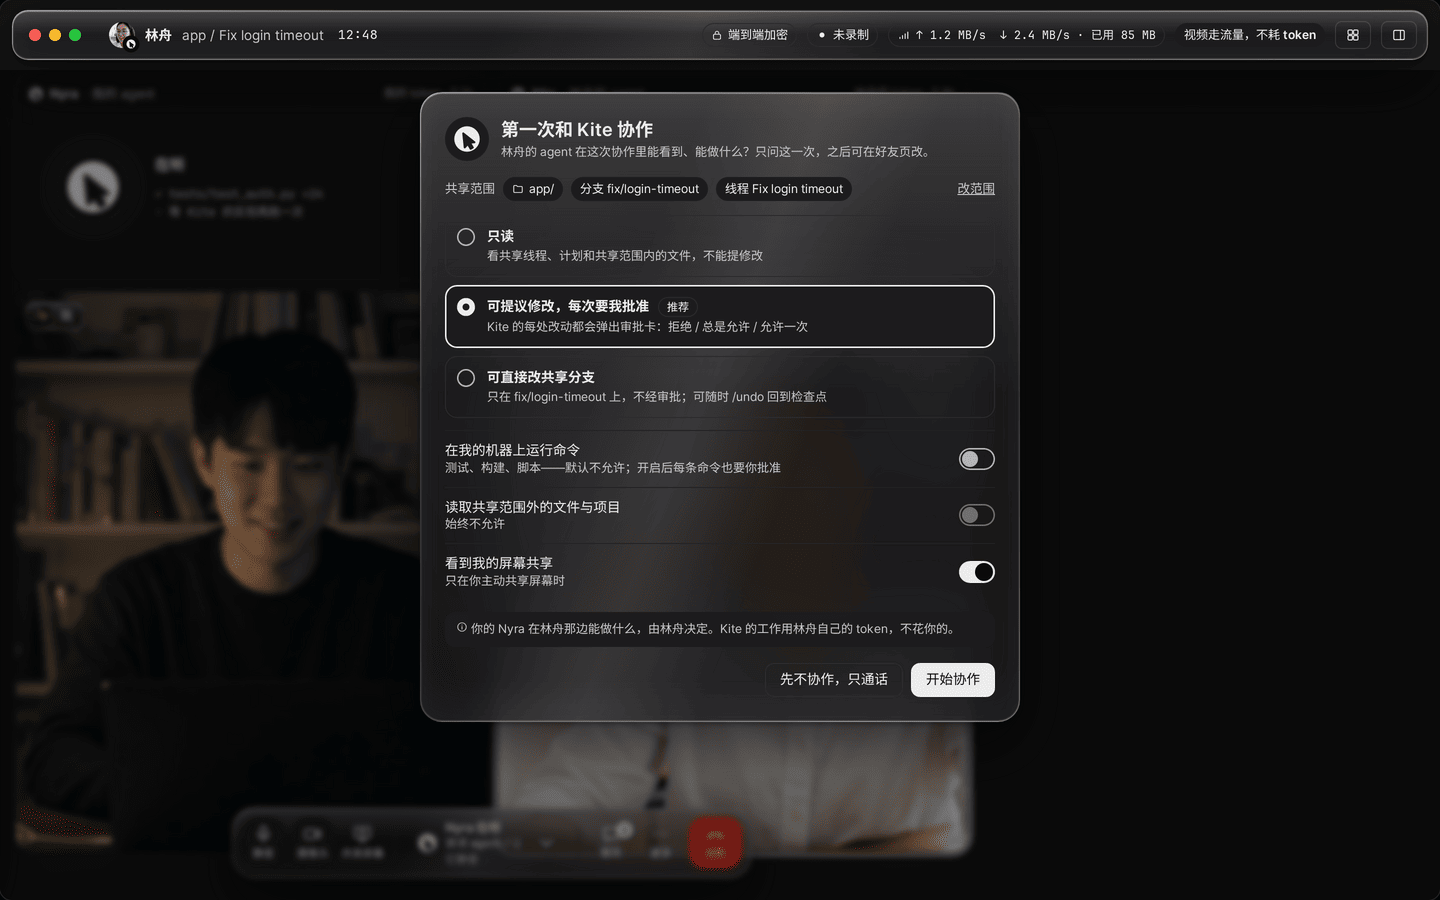 林舟 app / Fix login timeout 12:48
端到端加密 未录制 ↑ 1.2 MB/s ↓ 2.4 MB/s · 已用 85 MB 视频走流量，不耗 token
第一次和 Kite 协作
林舟的 agent 在这次协作里能看到、能做什么？只问这一次，之后可在好友页改。
共享范围 app/ 分支 fix/login-timeout 线程 Fix login timeout 改范围
只读
看共享线程、计划和共享范围内的文件，不能提修改
可提议修改，每次要我批准 推荐
Kite 的每处改动都会弹出审批卡：拒绝 / 总是允许 / 允许一次
可直接改共享分支
只在 fix/login-timeout 上，不经审批；可随时 /undo 回到检查点
在我的机器上运行命令
测试、构建、脚本——默认不允许；开启后每条命令也要你批准
读取共享范围外的文件与项目
始终不允许
看到我的屏幕共享
只在你主动共享屏幕时
你的 Nyra 在林舟那边能做什么，由林舟决定。Kite 的工作用林舟自己的 token，不花你的。
先不协作，只通话 开始协作